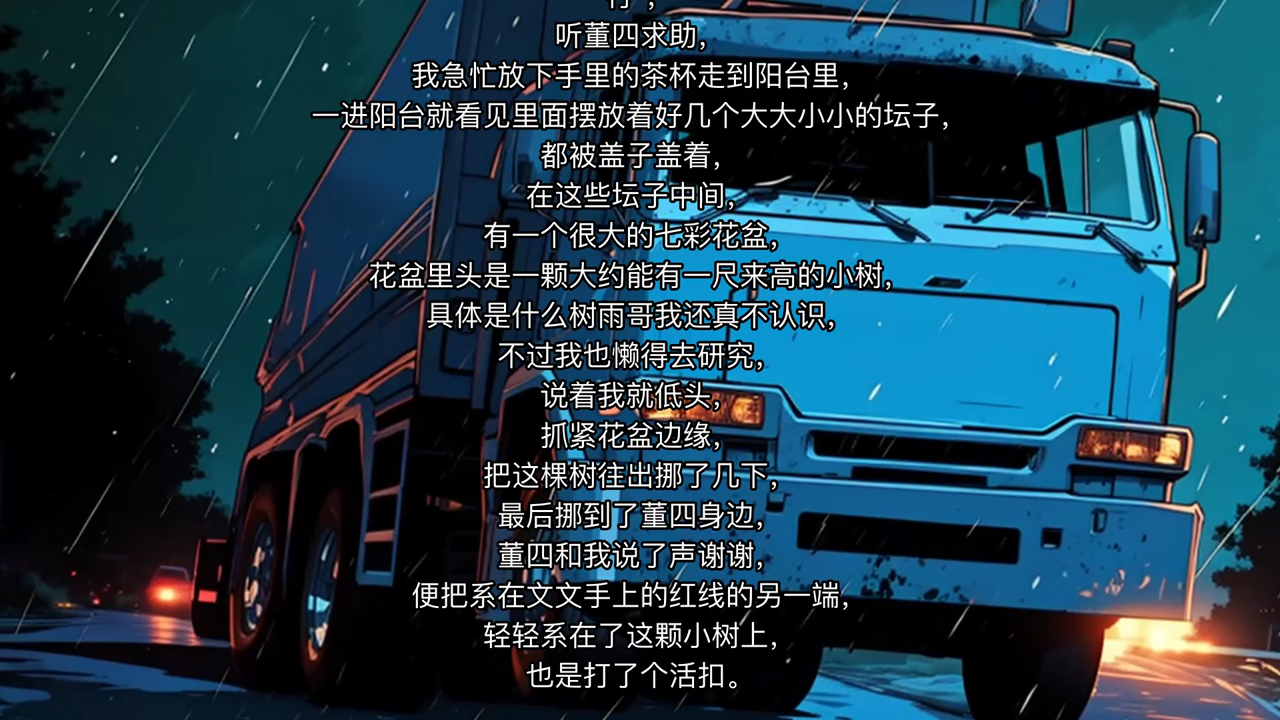 听董四求助，
我急忙放下手里的茶杯走到阳台里，
一进阳台就看见里面摆放着好几个大大小小的坛子，
都被盖子盖着，
在这些坛子中间，
有一个很大的七彩花盆，
花盆里头是一颗大约能有一尺来高的小树，
具体是什么树雨哥我还真不认识，
不过我也懒得去研究，
说着我就低头，
抓紧花盆边缘，
把这棵树往出挪了几下，
最后挪到了董四身边，
董四和我说了声谢谢，
便把系在文文手上的红线的另一端，
轻轻系在了这颗小树上，
也是打了个活扣。